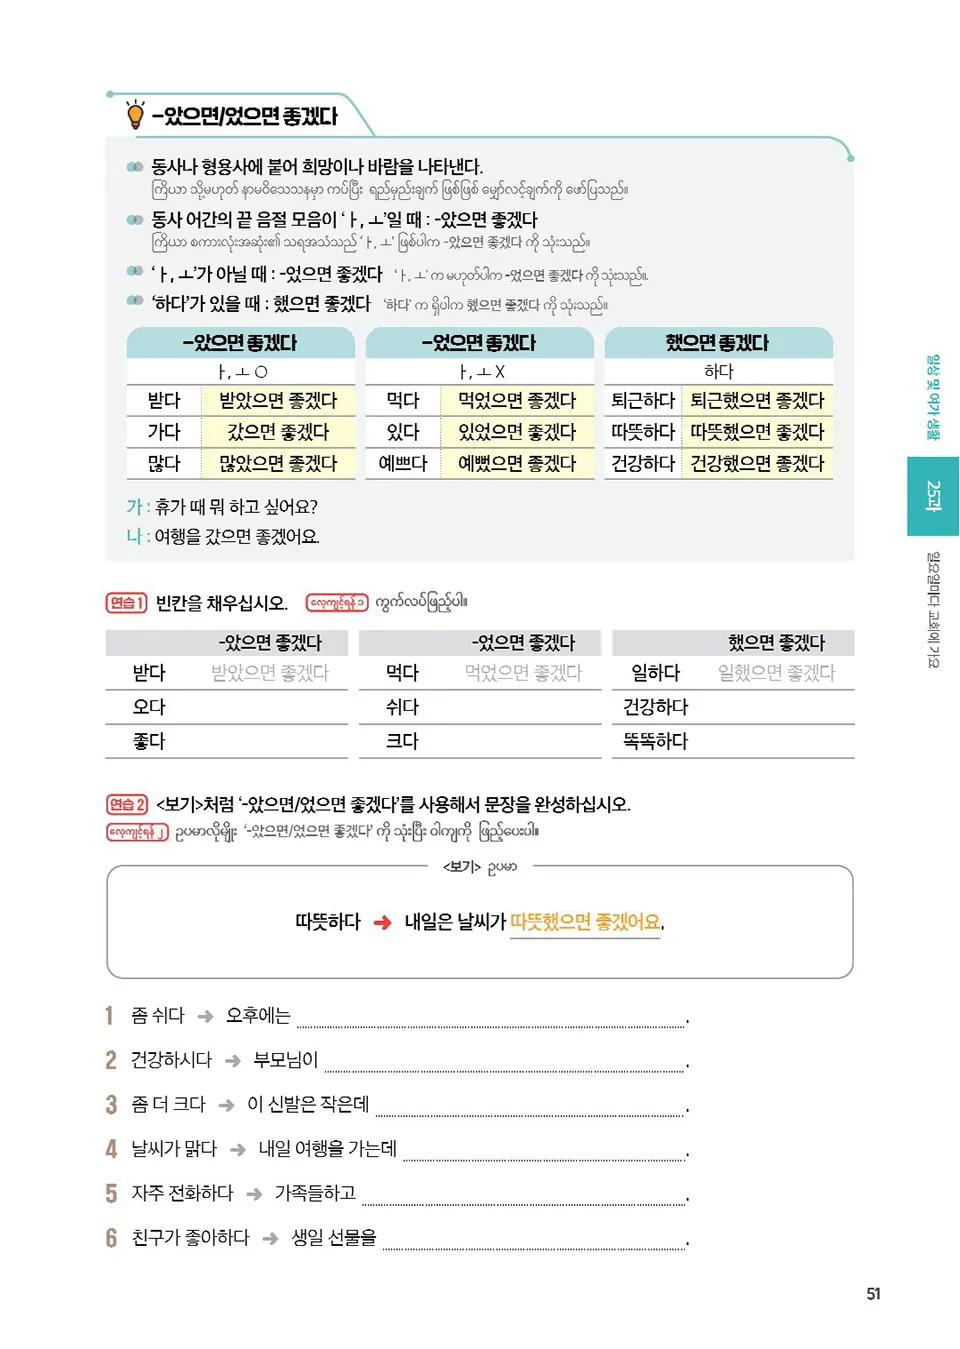 -았으면/었으면 좋겠다
동사나 형용사에 붙어 희망이나 바람을 나타낸다.
ကြိယာ သို့မဟုတ် နာမဝိသေသနမှာ ကပ်ပြီး ရည်မှည်းချက် ဖြစ်ဖြစ် မျှော်လင့်ချက်ကို ဖော်ပြသည်။
동사 어간의 끝 음절 모음이 ‘ㅏ, ㅗ’일 때 : -았으면 좋겠다
ကြိယာ စကားလုံးအဆုံး၏ သရအသံသည် ‘ㅏ, ㅗ’ ဖြစ်ပါက -았으면 좋겠다 ကို သုံးသည်။
‘ㅏ, ㅗ’가 아닐 때 : -었으면 좋겠다 ‘ㅏ, ㅗ’ က မဟုတ်ပါက -었으면 좋겠다 ကို သုံးသည်။
‘하다’가 있을 때 : 했으면 좋겠다 ‘하다’ က ရှိပါက 했으면 좋겠다 ကို သုံးသည်။
-았으면 좋겠다 -었으면 좋겠다 했으면 좋겠다
ㅏ, ㅗ O ㅏ, ㅗ X 하다
받다 받았으면 좋겠다 먹다 먹었으면 좋겠다 퇴근하다 퇴근했으면 좋겠다
가다 갔으면 좋겠다 있다 있었으면 좋겠다 따뜻하다 따뜻했으면 좋겠다
많다 많았으면 좋겠다 예쁘다 예뻤으면 좋겠다 건강하다 건강했으면 좋겠다
가 : 휴가 때 뭐 하고 싶어요?
나 : 여행을 갔으면 좋겠어요.
연습 1 빈칸을 채우십시오. လေ့ကျင့်ရန် ၁ ကွက်လပ်ဖြည့်ပါ။
-았으면 좋겠다 -었으면 좋겠다 했으면 좋겠다
받다 받았으면 좋겠다 먹다 먹었으면 좋겠다 일하다 일했으면 좋겠다
오다 쉬다 건강하다
좋다 크다 똑똑하다
연습 2 <보기>처럼 ‘-았으면/었으면 좋겠다’를 사용해서 문장을 완성하십시오.
လေ့ကျင့်ရန် ၂ ဥပမာလိုမျိုး ‘-았으면/었으면 좋겠다’ ကို သုံးပြီး ဝါကျကို ဖြည့်ပေးပါ။
<보기> ဥပမာ
따뜻하다 ➜ 내일은 날씨가 따뜻했으면 좋겠어요.
1 좀 쉬다 ➜ 오후에는 .
2 건강하시다 ➜ 부모님이 .
3 좀 더 크다 ➜ 이 신발은 작은데 .
4 날씨가 맑다 ➜ 내일 여행을 가는데 .
5 자주 전화하다 ➜ 가족들하고 .
6 친구가 좋아하다 ➜ 생일 선물을 .
일상 및 여가 생활
25과
일요일마다 교회에 가요
51